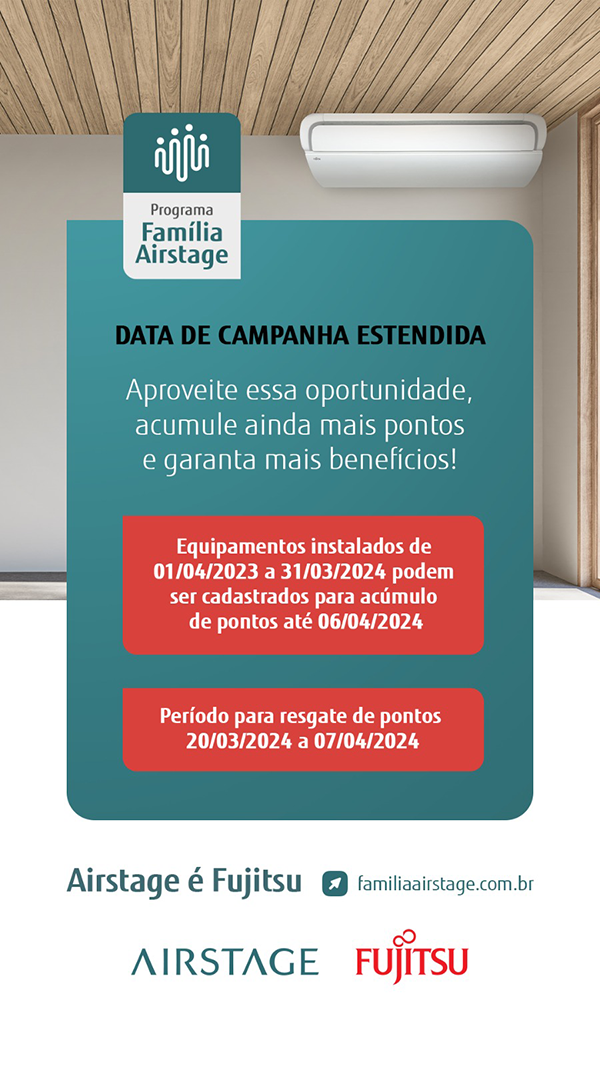 Programa
Família
Airstage
DATA DE CAMPANHA ESTENDIDA
Aproveite essa oportunidade,
acumule ainda mais pontos
e garanta mais benefícios!
Equipamentos instalados de
01/04/2023 a 31/03/2024 podem
ser cadastrados para acúmulo
de pontos até 06/04/2024
Período para resgate de pontos
20/03/2024 a 07/04/2024
Airstage é Fujitsu
familiaairstage.com.br
AIRSTAGE
FUJITSU